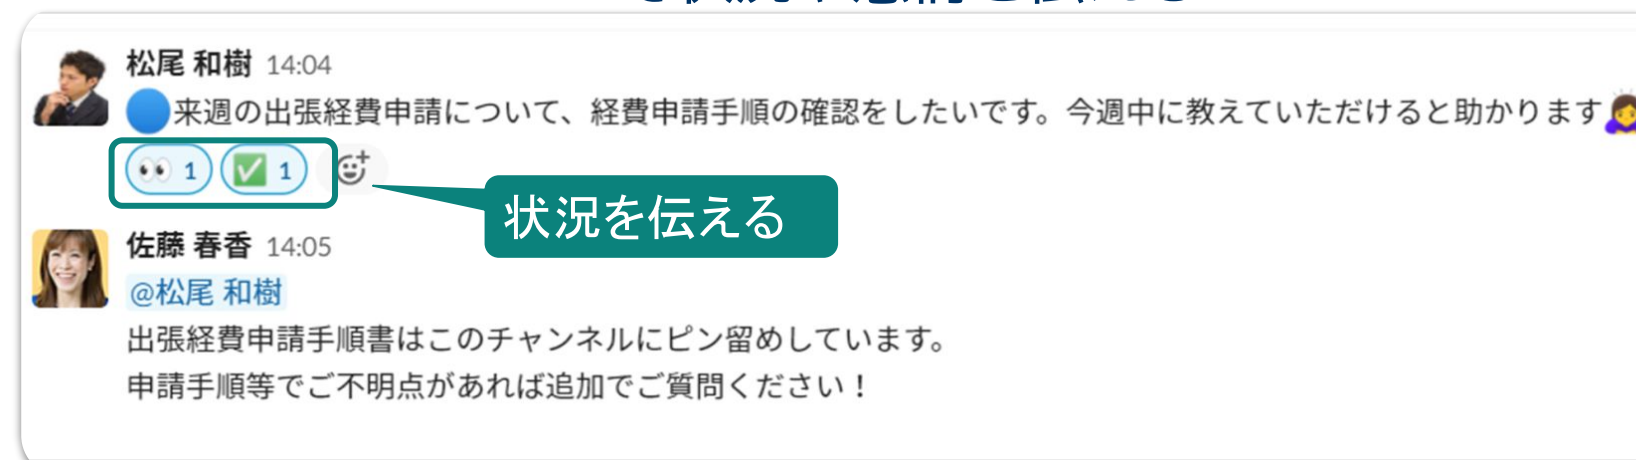 松尾 和樹 14:04
🔵来週の出張経費申請について、経費申請手順の確認をしたいです。今週中に教えていただけると助かります🙇‍♀️
👀 1 ✅ 1
状況を伝える
佐藤 春香 14:05
@松尾 和樹
出張経費申請手順書はこのチャンネルにピン留めしています。
申請手順等でご不明点があれば追加でご質問ください！